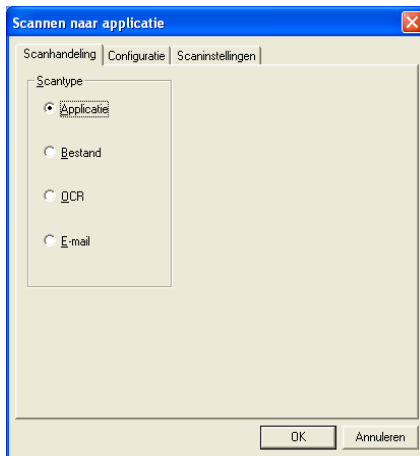 Scannen naar applicatie
Scanhandeling Configuratie Scaninstellingen
Scantype
Applicatie
Bestand
OCR
E-mail
OK Annuleren